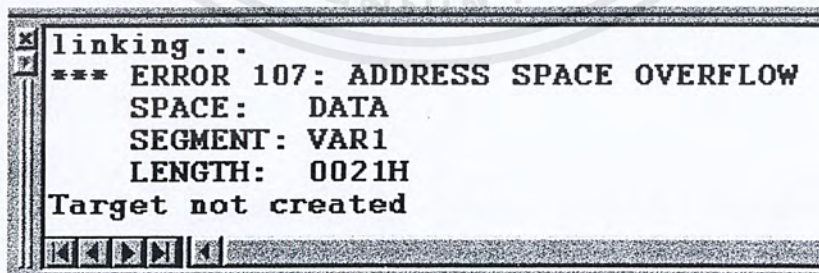 linking...
*** ERROR 107: ADDRESS SPACE OVERFLOW
SPACE: DATA
SEGMENT: VAR1
LENGTH: 0021H
Target not created